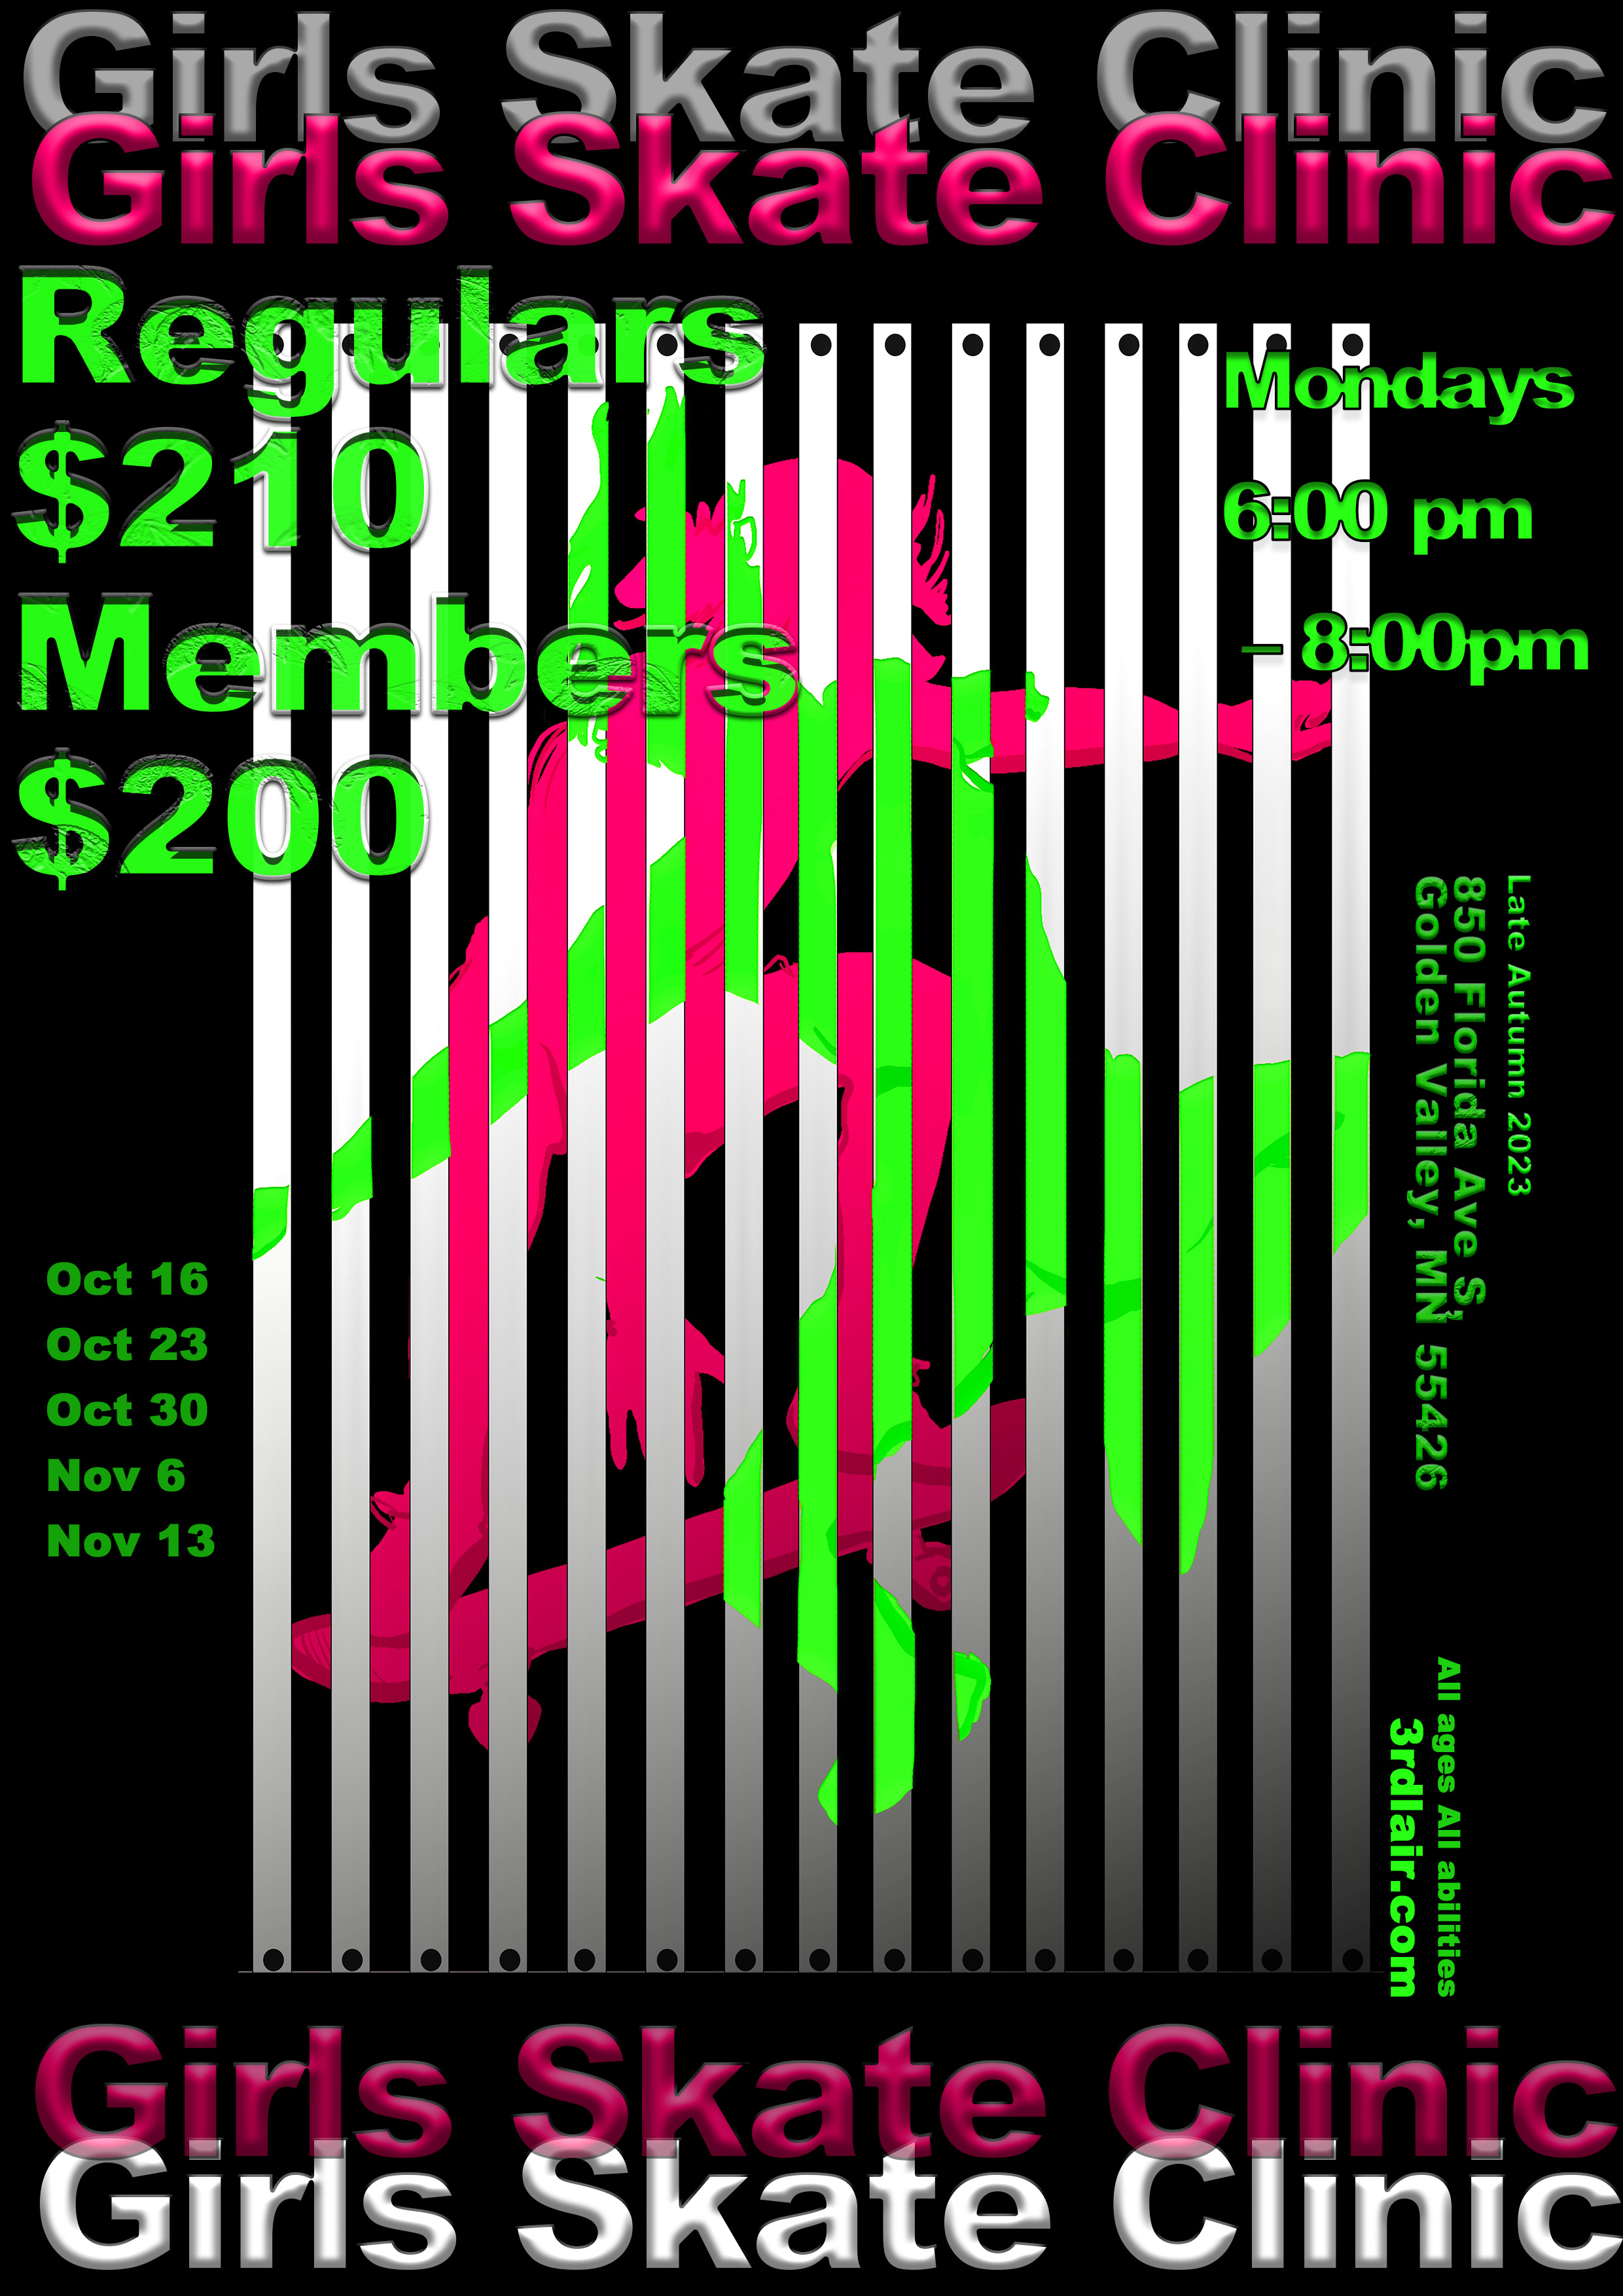 Girls Skate Clinic
Girls Skate Clinic
Regulars
$210
Members
$200
Mondays
6:00 pm
– 8:00pm
Late Autumn 2023
850 Florida Ave S,
Golden Valley, MN, 55426
Oct 16
Oct 23
Oct 30
Nov 6
Nov 13
All ages All abilities
3rdlair.com
Girls Skate Clinic
Girls Skate Clinic